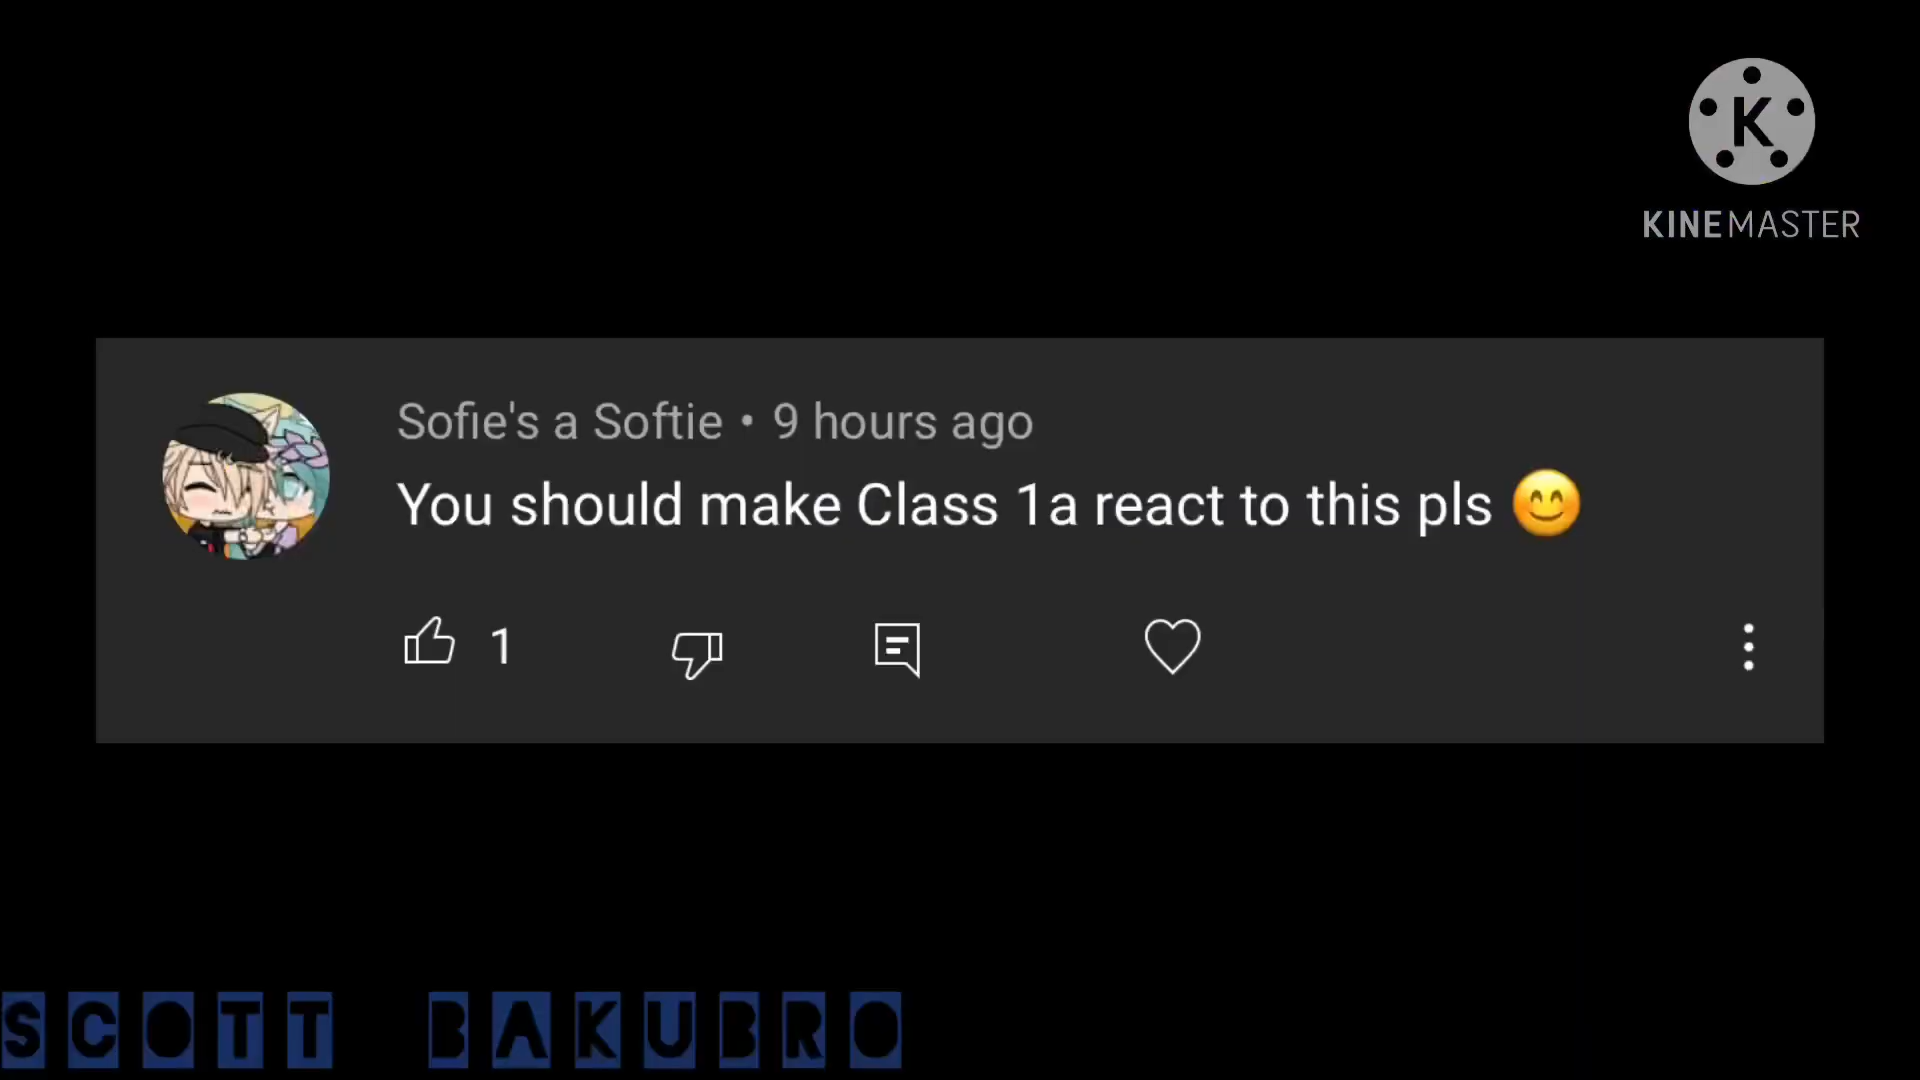 K
KINEMASTER
Sofie's a Softie • 9 hours ago
You should make Class 1a react to this pls 😊
1
SCOTT BAKUBRO